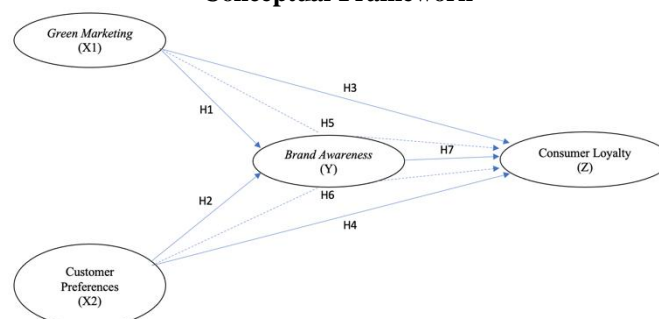 Conceptual Framework
Green Marketing
(X1)
H3
H1
H5
H7
Brand Awareness
(Y)
Consumer Loyalty
(Z)
H2
H6
H4
Customer
Preferences
(X2)